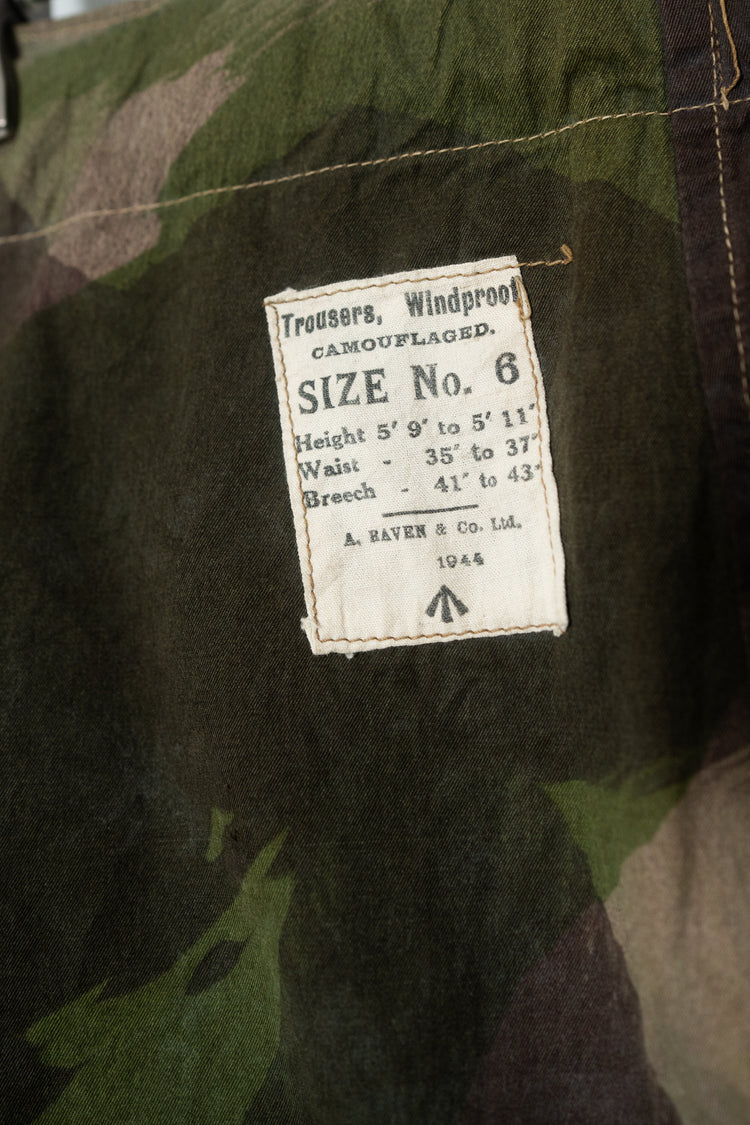 Trousers, Windproof
CAMOUFLAGED.
SIZE No. 6
Height 5' 9" to 5' 11"
Waist - 35" to 37"
Breech - 41" to 43"
A. RAVEN & Co. Ltd.
1944